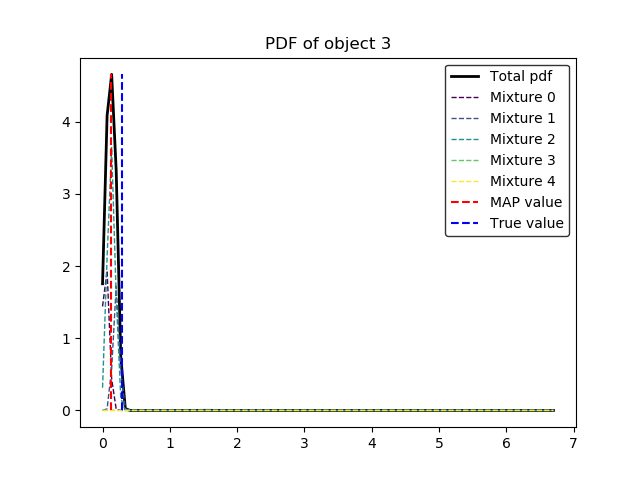 PDF of object 3
Total pdf
Mixture 0
Mixture 1
Mixture 2
Mixture 3
Mixture 4
MAP value
True value
4
3
2
1
0
0 1 2 3 4 5 6 7